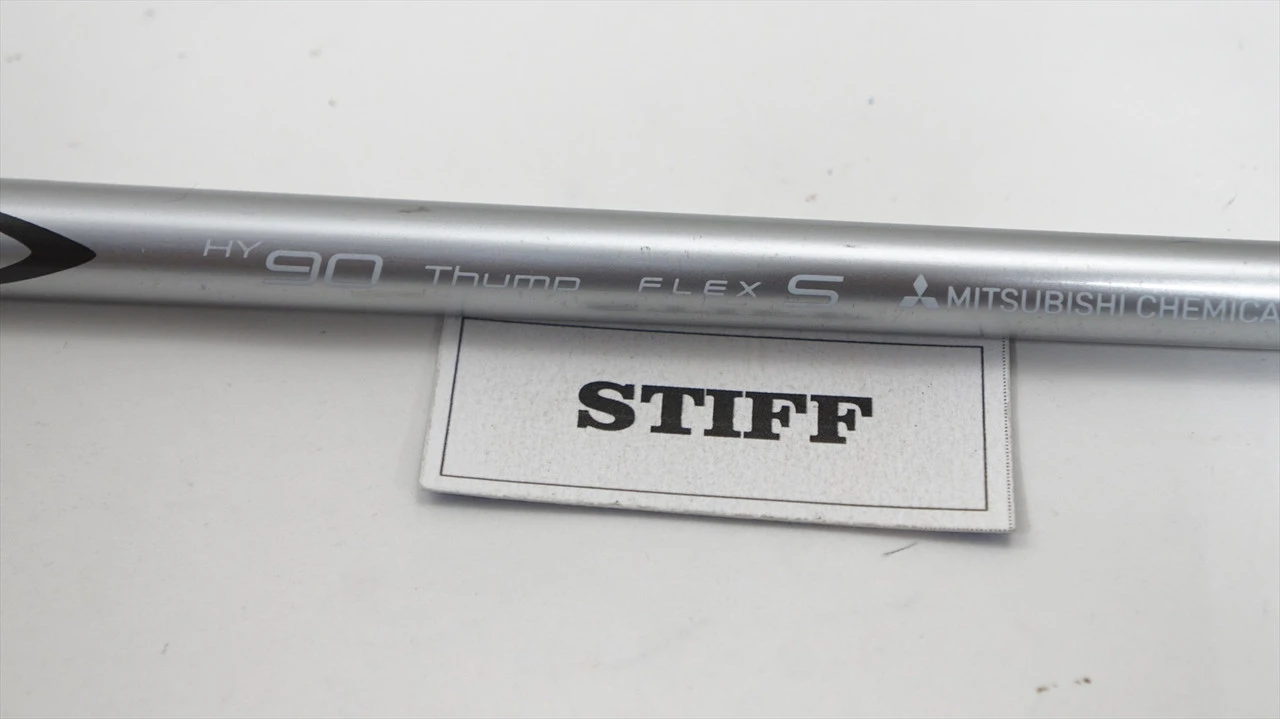 HY 90 Thump FLEX S MITSUBISHI CHEMICA
STIFF